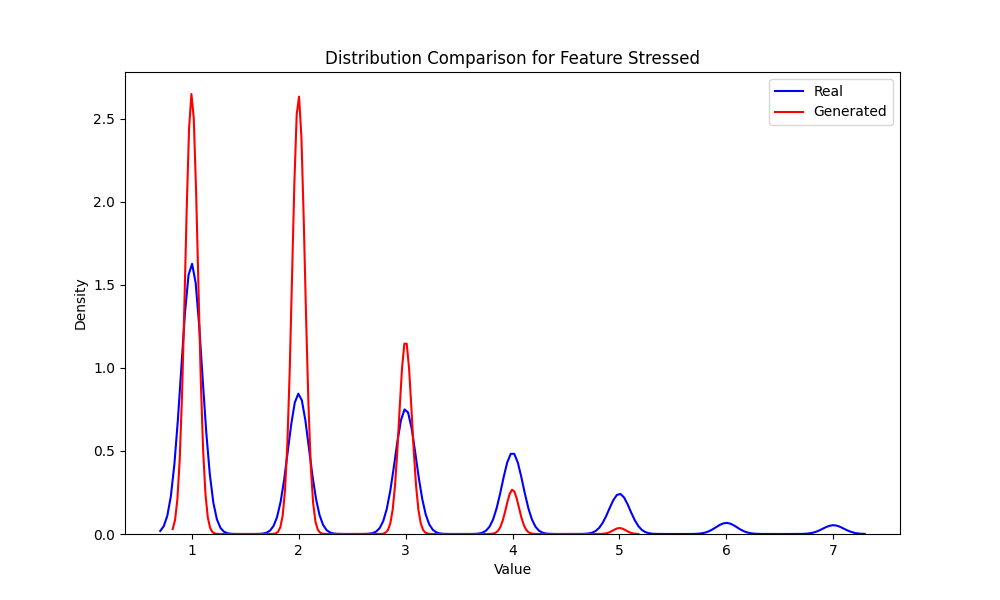 Distribution Comparison for Feature Stressed
Real
Generated
Density
2.5
2.0
1.5
1.0
0.5
0.0
1 2 3 4 5 6 7
Value